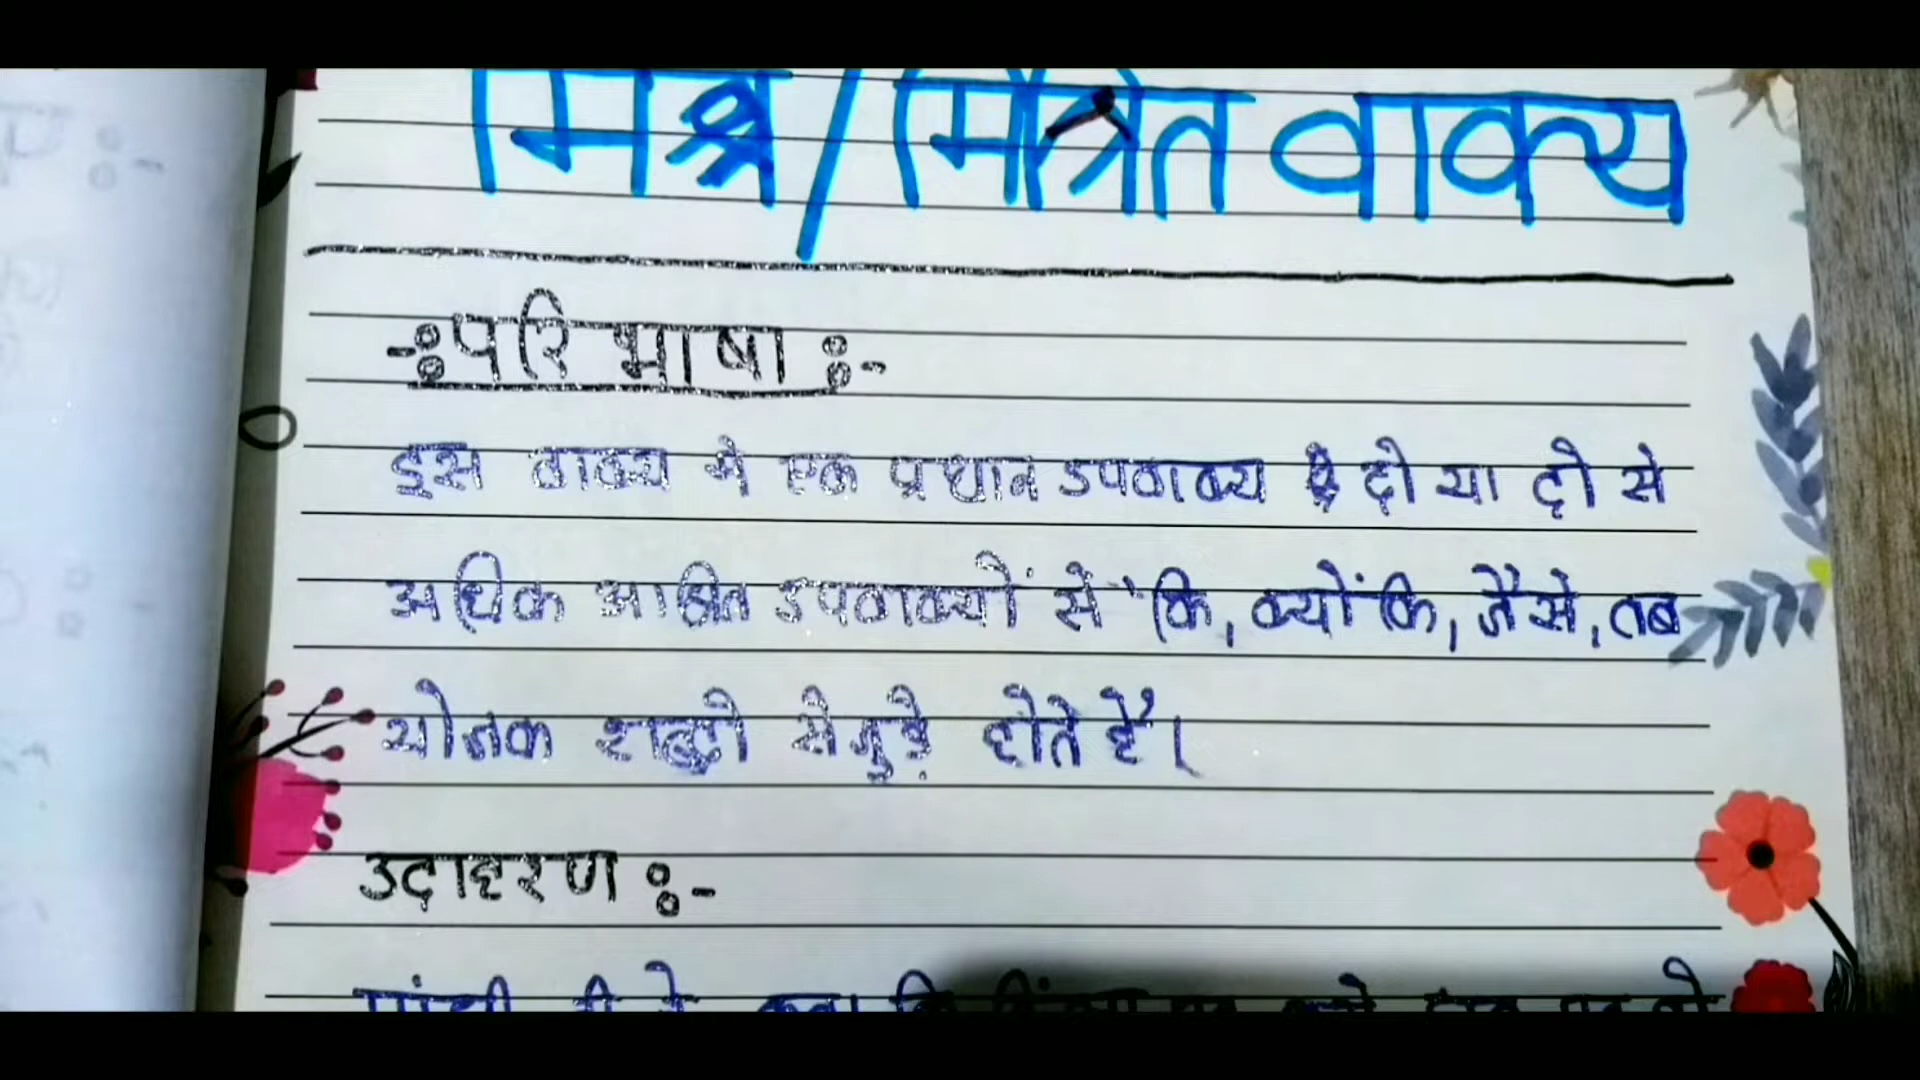 मिश्र/मिश्रित वाक्य
-:परिभाषा:-
इस वाक्य मे एक प्रधान उपवाक्य दो या दो से
अधिक आश्रित उपवाक्यों से 'कि, क्योंकि, जैसे, तब
योजक शब्दो से जुड़े होते है।
उदाहरण :-